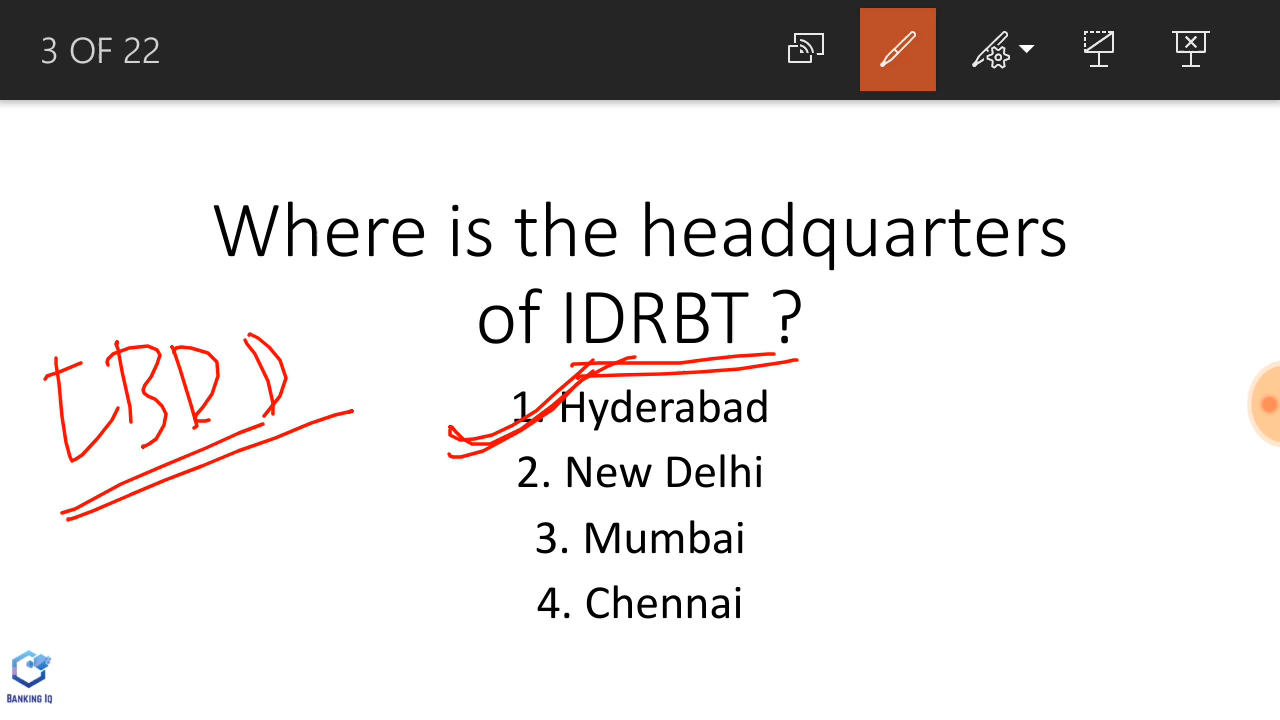 3 OF 22
Where is the headquarters
of IDRBT ?
1. Hyderabad
2. New Delhi
3. Mumbai
4. Chennai
BANKING IQ